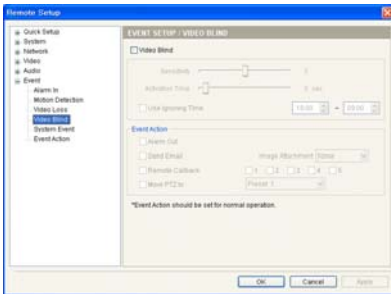 Remote Setup
Quick Setup
System
Network
Video
Audio
Event
Alarm In
Motion Detection
Video Loss
Video Blind
System Event
Event Action
EVENT SETUP / VIDEO BLIND
Video Blind
Sensitivity
Activation Time
sec.
Use Ignoring Time
Event Action
Alarm Out
Send Email
Image Attachment None
Remote Callback
1 2 3 4 5
Move PTZ to:
Preset 1
*Event Action should be set for normal operation.
OK Cancel Apply